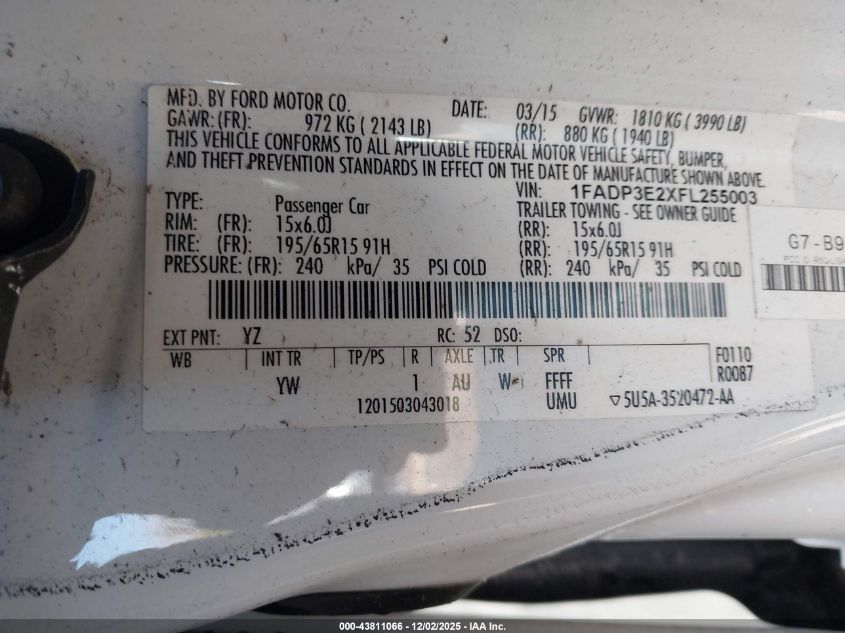 MFD. BY FORD MOTOR CO. DATE: 03/15 GVWR: 1810 KG ( 3990 LB)
GAWR: (FR): 972 KG ( 2143 LB) (RR): 880 KG ( 1940 LB)
THIS VEHICLE CONFORMS TO ALL APPLICABLE FEDERAL MOTOR VEHICLE SAFETY, BUMPER,
AND THEFT PREVENTION STANDARDS IN EFFECT ON THE DATE OF MANUFACTURE SHOWN ABOVE.
VIN: 1FADP3E2XFL255003
TYPE: Passenger Car TRAILER TOWING - SEE OWNER GUIDE
RIM: (FR): 15x6.0J (RR): 15x6.0J
TIRE: (FR): 195/65R15 91H (RR): 195/65R15 91H
PRESSURE: (FR): 240 kPa/ 35 PSI COLD (RR): 240 kPa/ 35 PSI COLD
G7-B9
EXT PNT: YZ RC: 52 DSO:
WB INT TR TP/PS R AXLE TR SPR F0110
R0087
YW 1 AU W FFFF
1201503043018 UMU ▽5U5A-3520472-AA
000-43811066 - 12/02/2025 - IAA Inc.